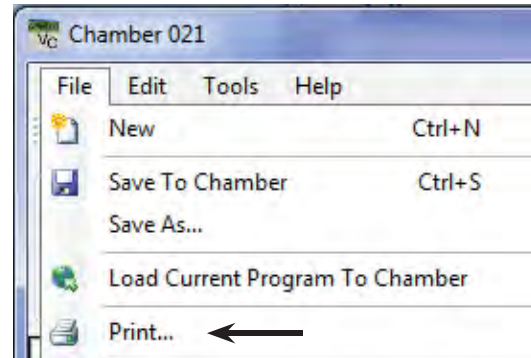 VC Chamber 021
File Edit Tools Help
New Ctrl+N
Save To Chamber Ctrl+S
Save As...
Load Current Program To Chamber
Print...